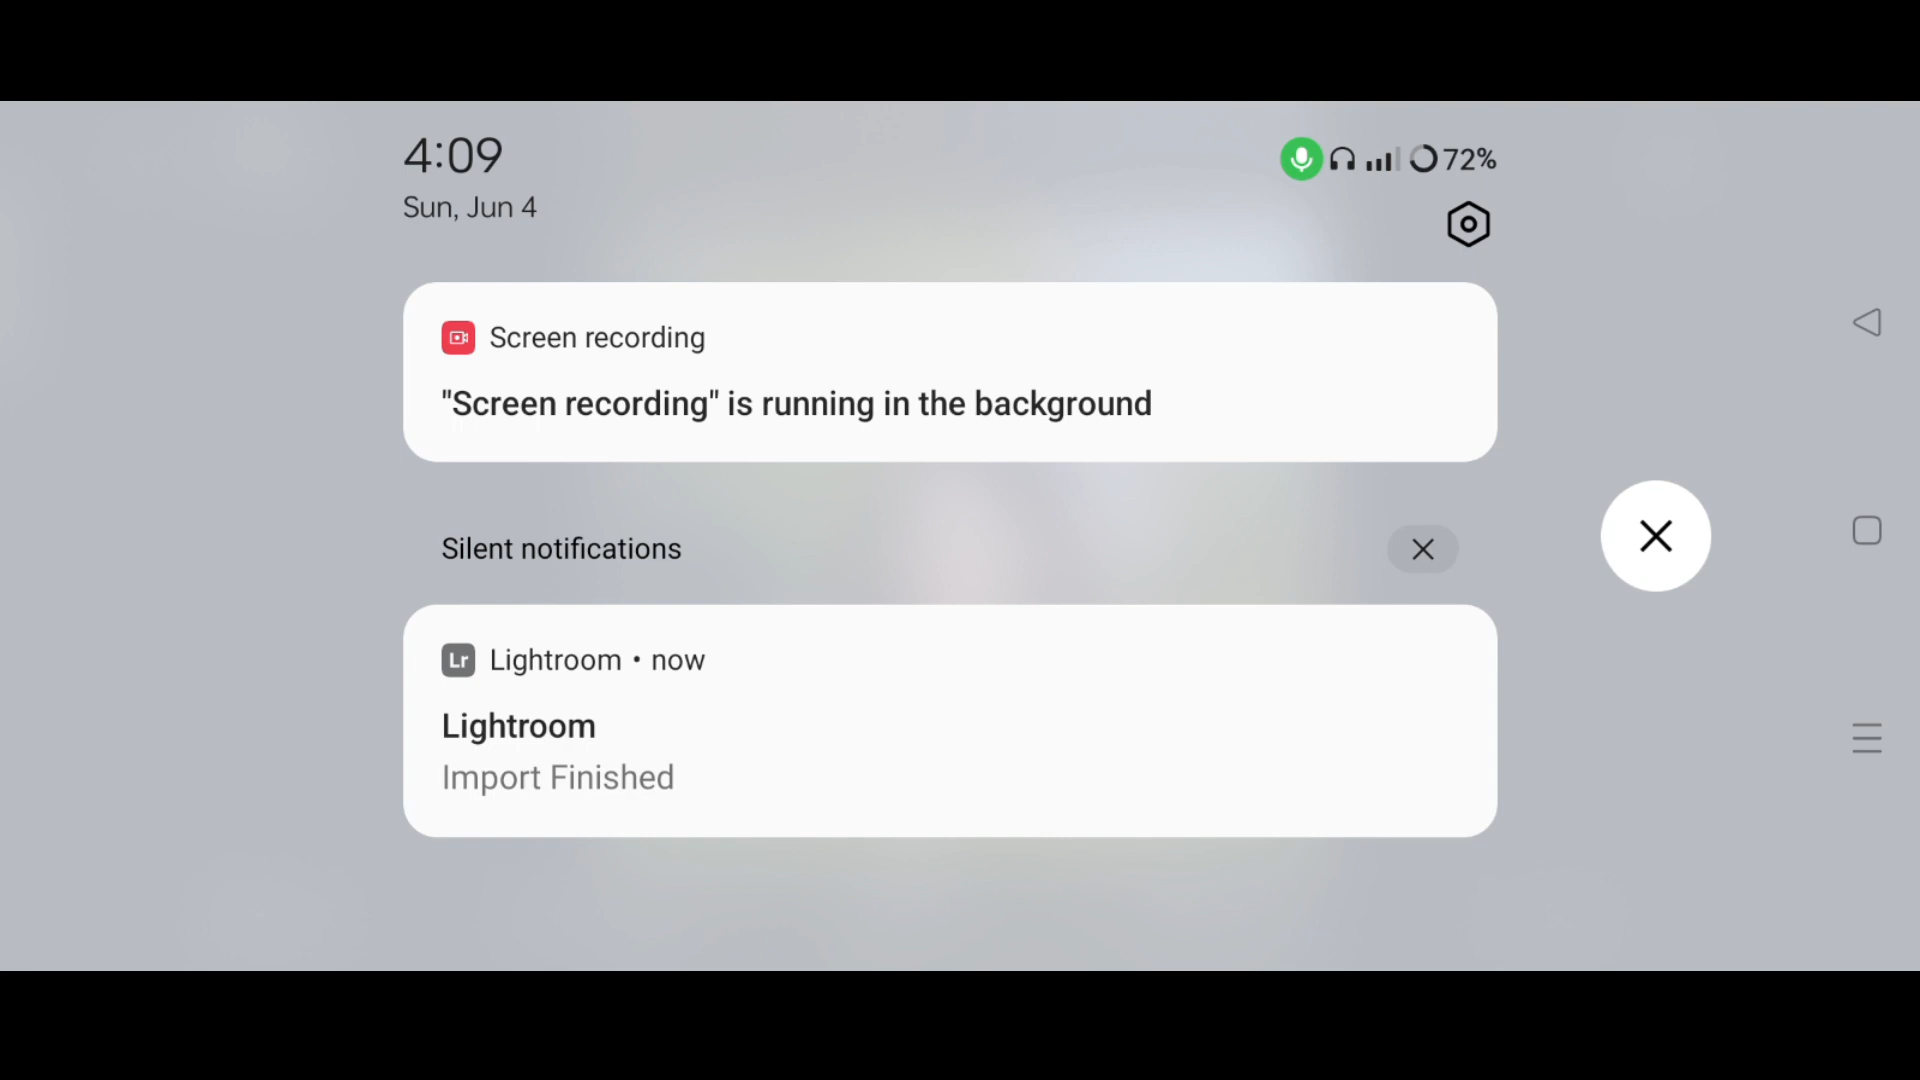 4:09
72%
Sun, Jun 4
Screen recording
"Screen recording" is running in the background
Silent notifications
Lr Lightroom • now
Lightroom
Import Finished